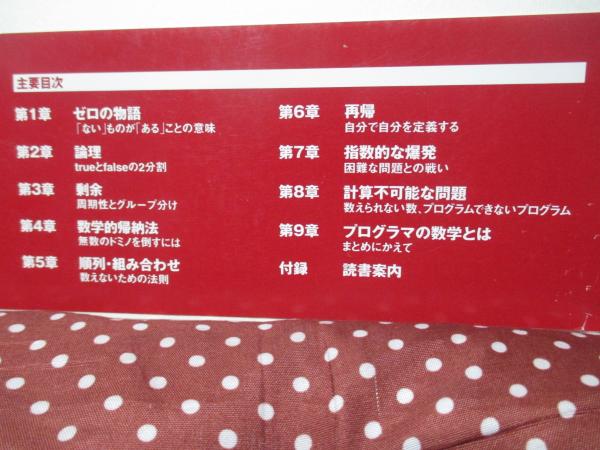 主要目次
第1章 ゼロの物語
「ない」ものが「ある」ことの意味
第2章 論理
trueとfalseの2分割
第3章 剰余
周期性とグループ分け
第4章 数学的帰納法
無数のドミノを倒すには
第5章 順列・組み合わせ
数えないための法則
第6章 再帰
自分で自分を定義する
第7章 指数的な爆発
困難な問題との戦い
第8章 計算不可能な問題
数えられない数、プログラムできないプログラム
第9章 プログラマの数学とは
まとめにかえて
付録 読書案内